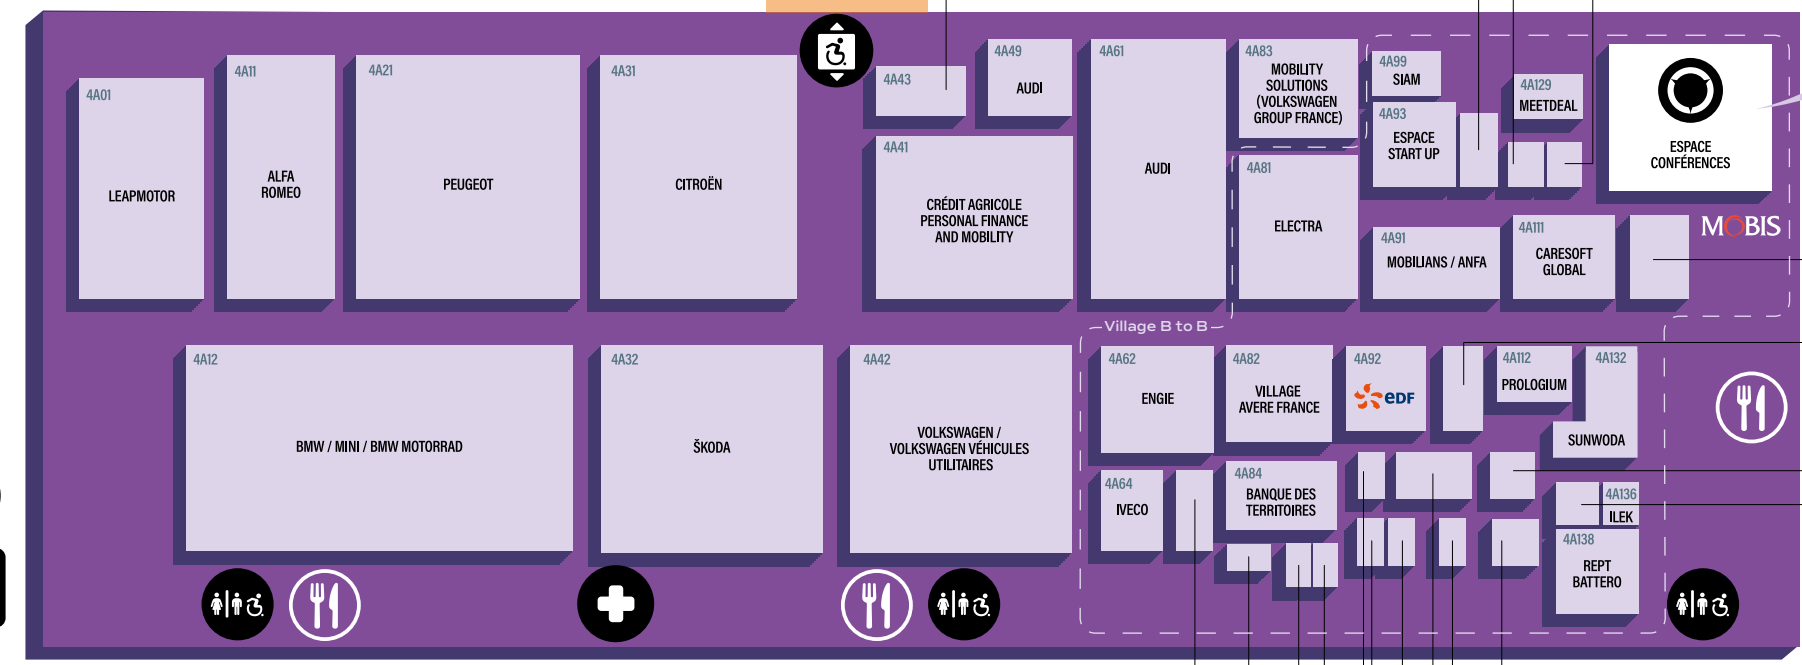 4A01
LEAPMOTOR
4A11
ALFA
ROMEO
4A21
PEUGEOT
4A31
CITROËN
4A43
4A49
AUDI
4A41
CRÉDIT AGRICOLE
PERSONAL FINANCE
AND MOBILITY
4A61
AUDI
4A83
MOBILITY
SOLUTIONS
(VOLKSWAGEN
GROUP FRANCE)
4A81
ELECTRA
4A99
SIAM
4A93
ESPACE
START UP
4A129
MEETDEAL
ESPACE
CONFÉRENCES
4A91
MOBILIANS / ANFA
4A111
CARESOFT
GLOBAL
MOBIS
Village B to B
4A12
BMW / MINI / BMW MOTORRAD
4A32
ŠKODA
4A42
VOLKSWAGEN /
VOLKSWAGEN VÉHICULES
UTILITAIRES
4A62
ENGIE
4A82
VILLAGE
AVERE FRANCE
4A92
eDF
4A112
PROLOGIUM
4A132
SUNWODA
4A64
IVECO
4A84
BANQUE DES
TERRITOIRES
4A136
ILEK
4A138
REPT
BATTERO